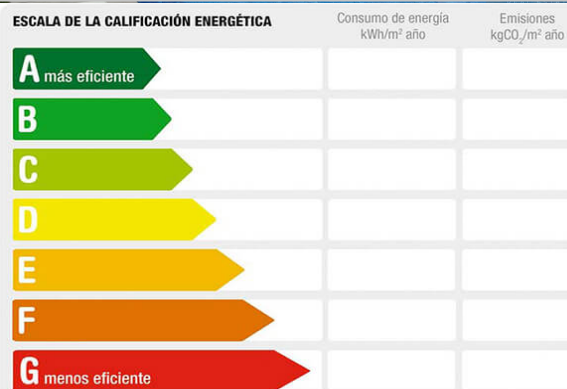 ESCALA DE LA CALIFICACIÓN ENERGÉTICA
Consumo de energía
kWh/m² año
Emisiones
kgCO₂/m² año
A más eficiente
B
C
D
E
F
G menos eficiente